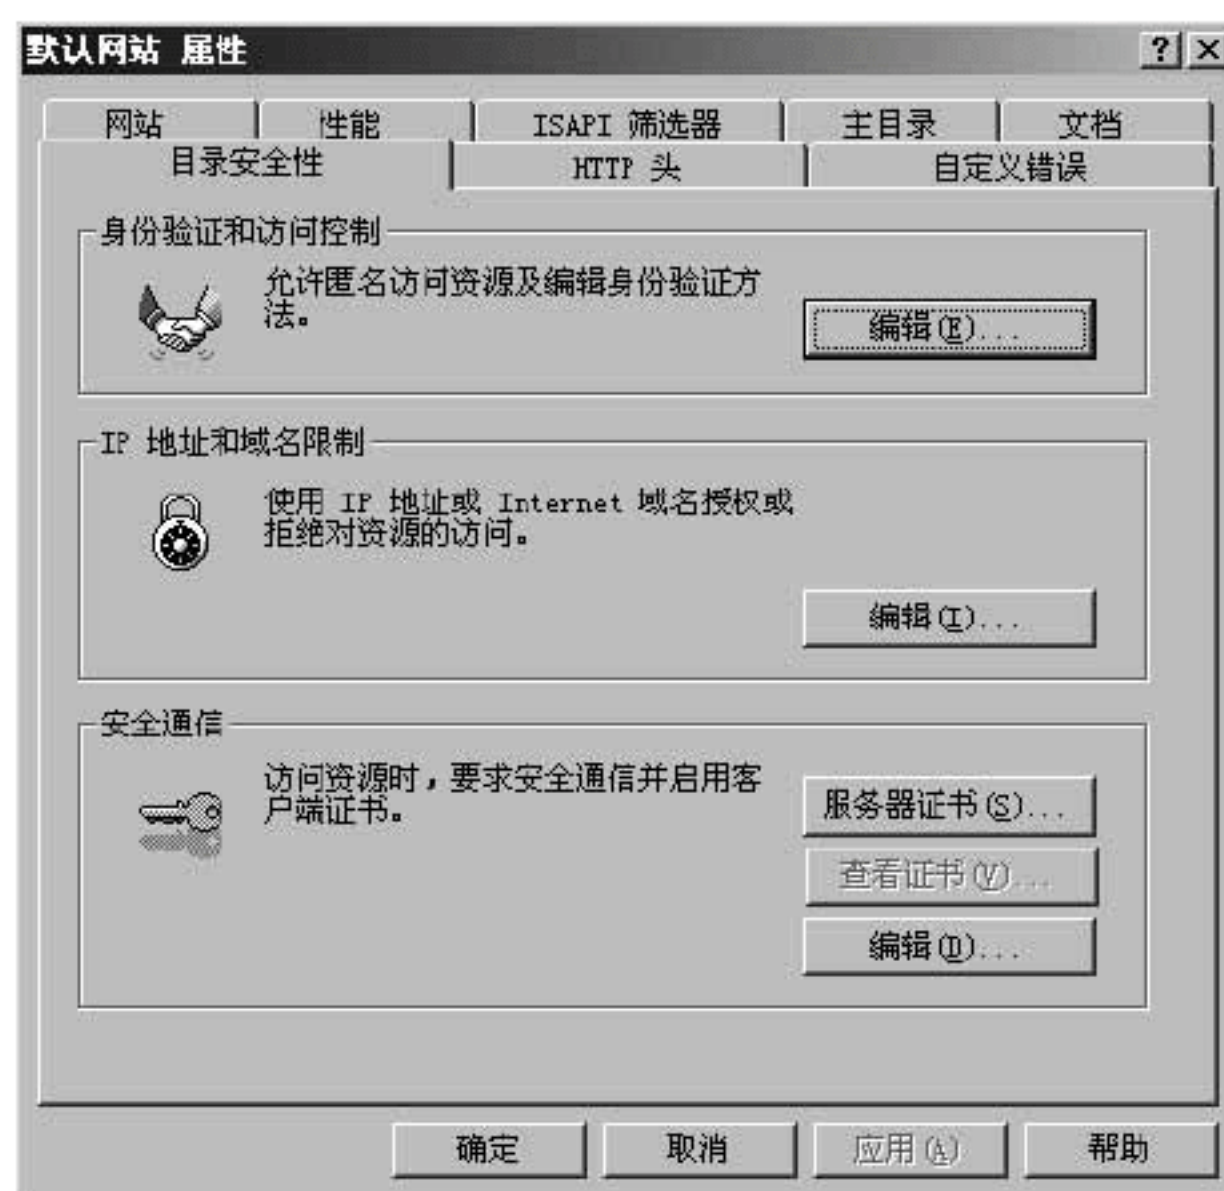 默认网站 属性
? ×
网站 性能 ISAPI 筛选器 主目录 文档
目录安全性 HTTP 头 自定义错误
身份验证和访问控制
允许匿名访问资源及编辑身份验证方
法。
编辑(E)...
IP 地址和域名限制
使用 IP 地址或 Internet 域名授权或
拒绝对资源的访问。
编辑(I)...
安全通信
访问资源时，要求安全通信并启用客
户端证书。
服务器证书(S)...
查看证书(V)...
编辑(D)...
确定 取消 应用(A) 帮助